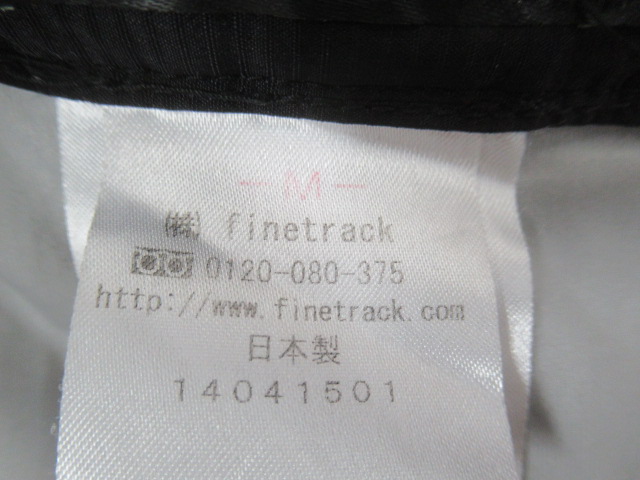 -M-
㈱ finetrack
0120-080-375
http://www.finetrack.com
日本製
14041501